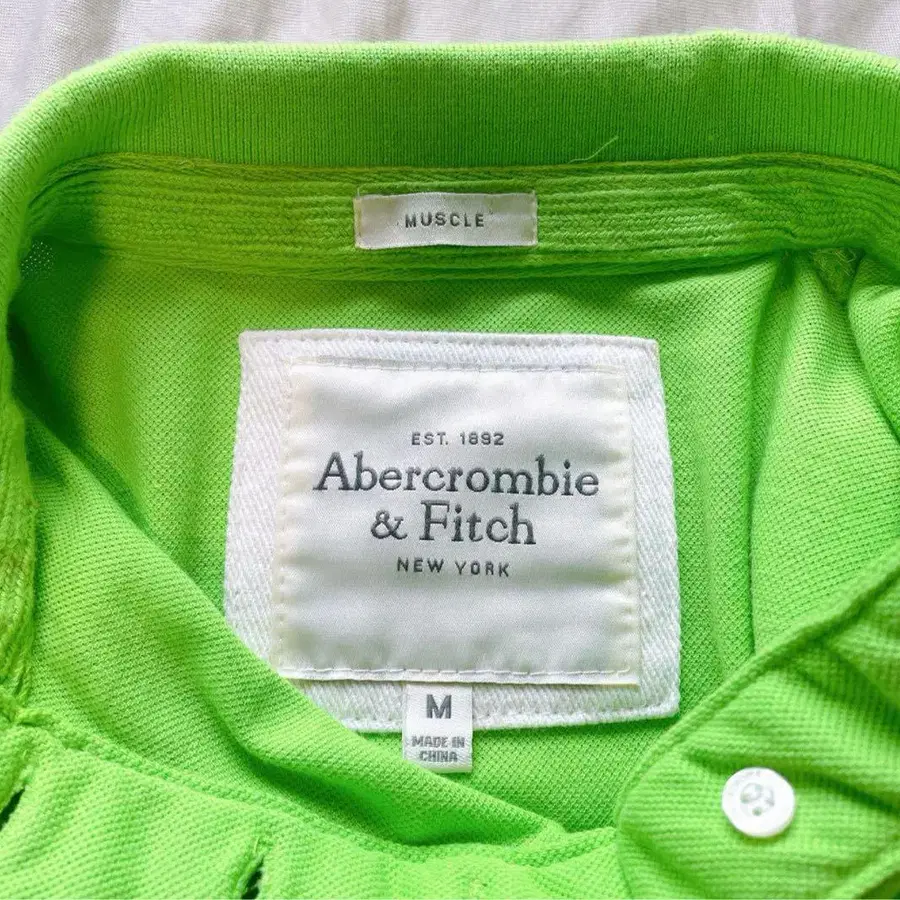 MUSCLE
EST. 1892
Abercrombie
& Fitch
NEW YORK
M
MADE IN
CHINA